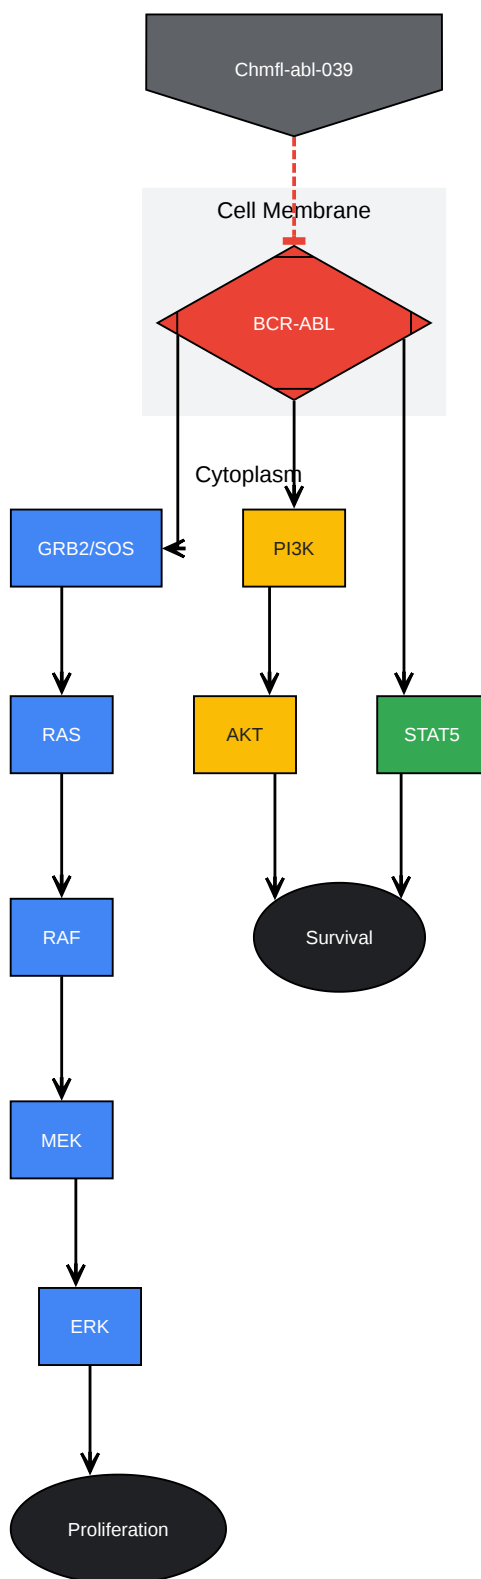 Chmfl-abl-039
Cell Membrane
BCR-ABL
Cytoplasm
GRB2/SOS
PI3K
RAS
AKT
STAT5
RAF
Survival
MEK
ERK
Proliferation